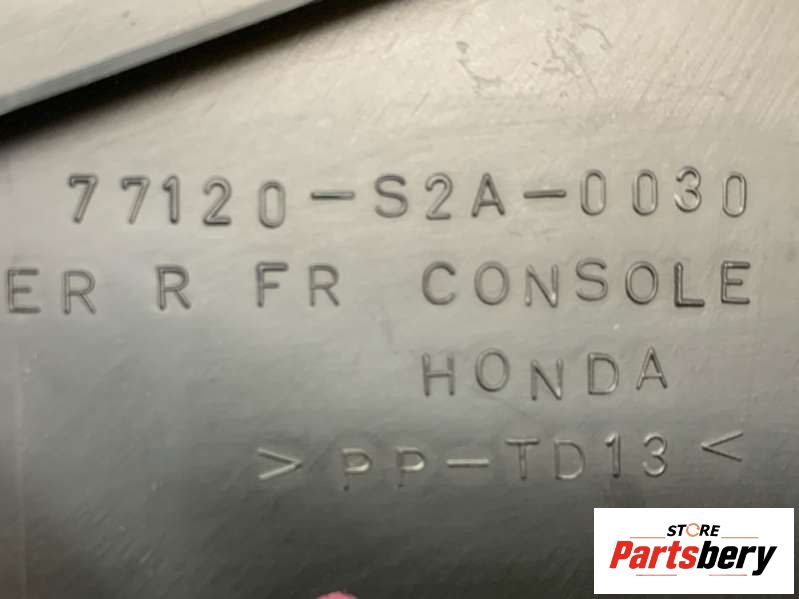 77120-S2A-0030
ER R FR CONSOLE
HONDA
>PP-TD13<
STORE
Partsbery